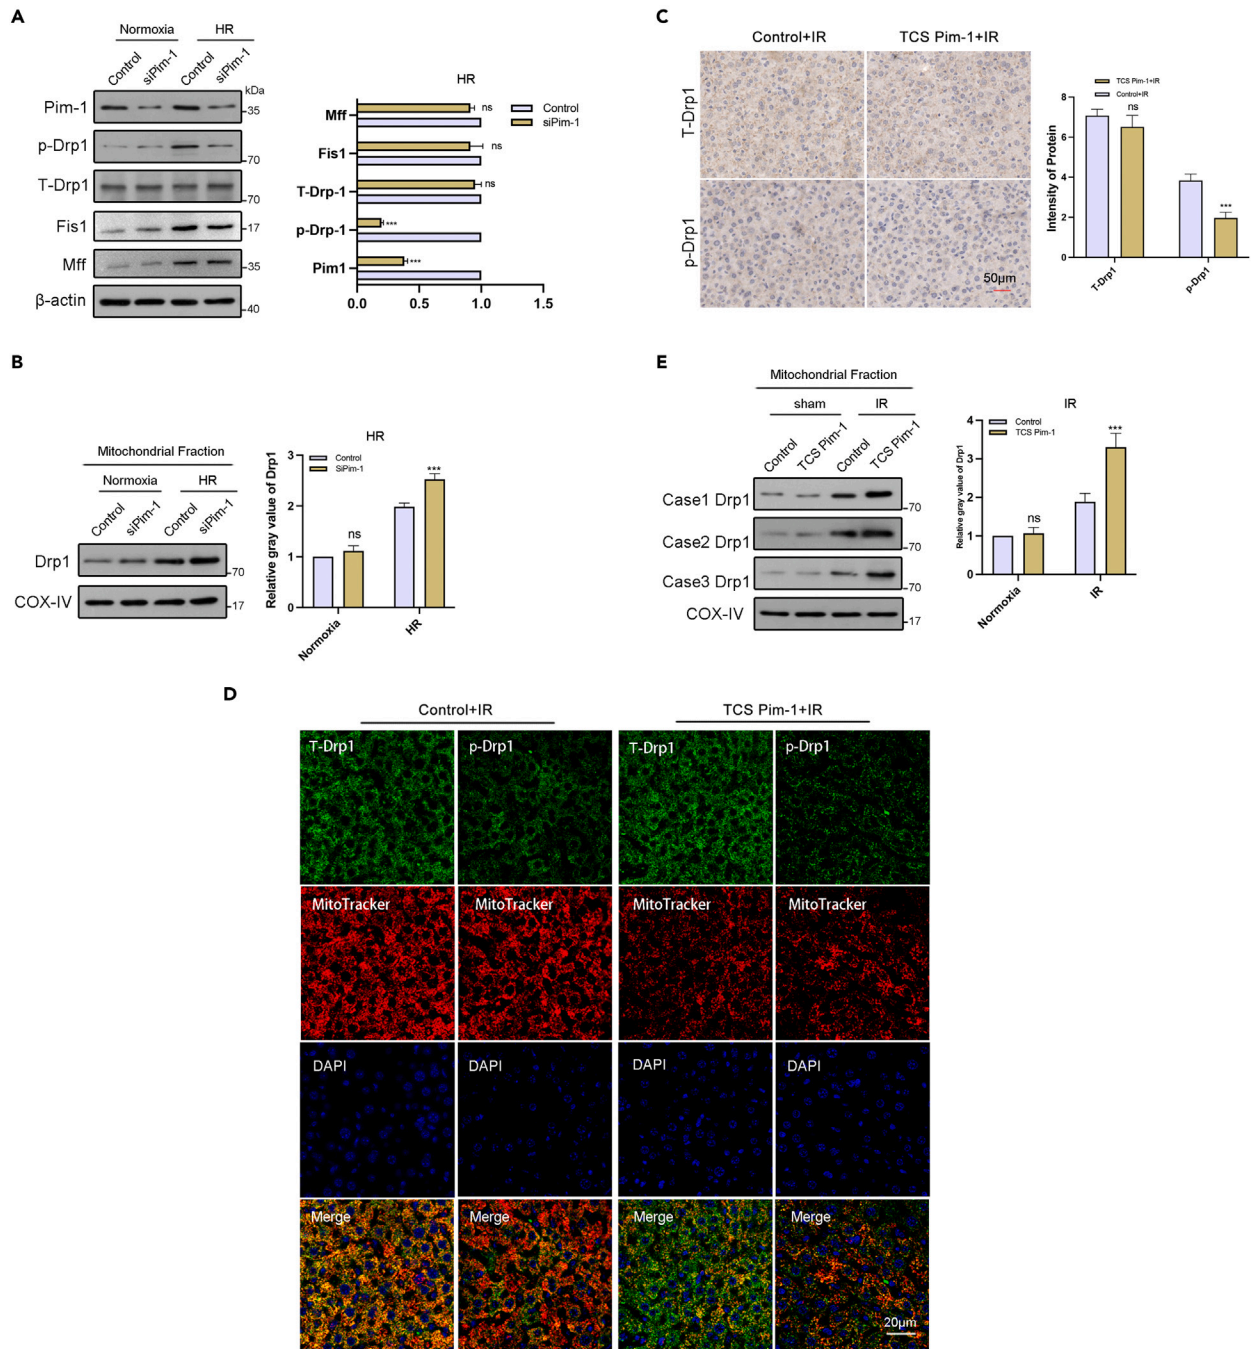 A
Normoxia
HR
Control
siPim-1
Control
siPim-1
kDa
Pim-1
35
p-Drp1
70
T-Drp1
70
Fis1
17
Mff
35
β-actin
40
HR
Control
siPim-1
Mff
ns
Fis1
ns
T-Drp-1
ns
p-Drp-1
***
Pim1
***
0.0
0.5
1.0
1.5
C
Control+IR
TCS Pim-1+IR
T-Drp1
p-Drp1
50μm
TCS Pim-1+IR
Control+IR
Intensity of Protein
8
6
4
2
0
ns
***
T-Drp1
p-Drp1
B
Mitochondrial Fraction
Normoxia
HR
Control
siPim-1
Control
siPim-1
Drp1
70
COX-IV
17
HR
Control
SiPim-1
Relative gray value of Drp1
3
2
1
0
ns
***
Normoxia
HR
E
Mitochondrial Fraction
sham
IR
Control
TCS Pim-1
Control
TCS Pim-1
Case1 Drp1
70
Case2 Drp1
70
Case3 Drp1
70
COX-IV
17
IR
Control
TCS Pim-1
Relative gray value of Drp1
4
2
0
ns
***
Normoxia
IR
D
Control+IR
TCS Pim-1+IR
T-Drp1
p-Drp1
T-Drp1
p-Drp1
MitoTracker
MitoTracker
MitoTracker
MitoTracker
DAPI
DAPI
DAPI
DAPI
Merge
Merge
Merge
Merge
20μm